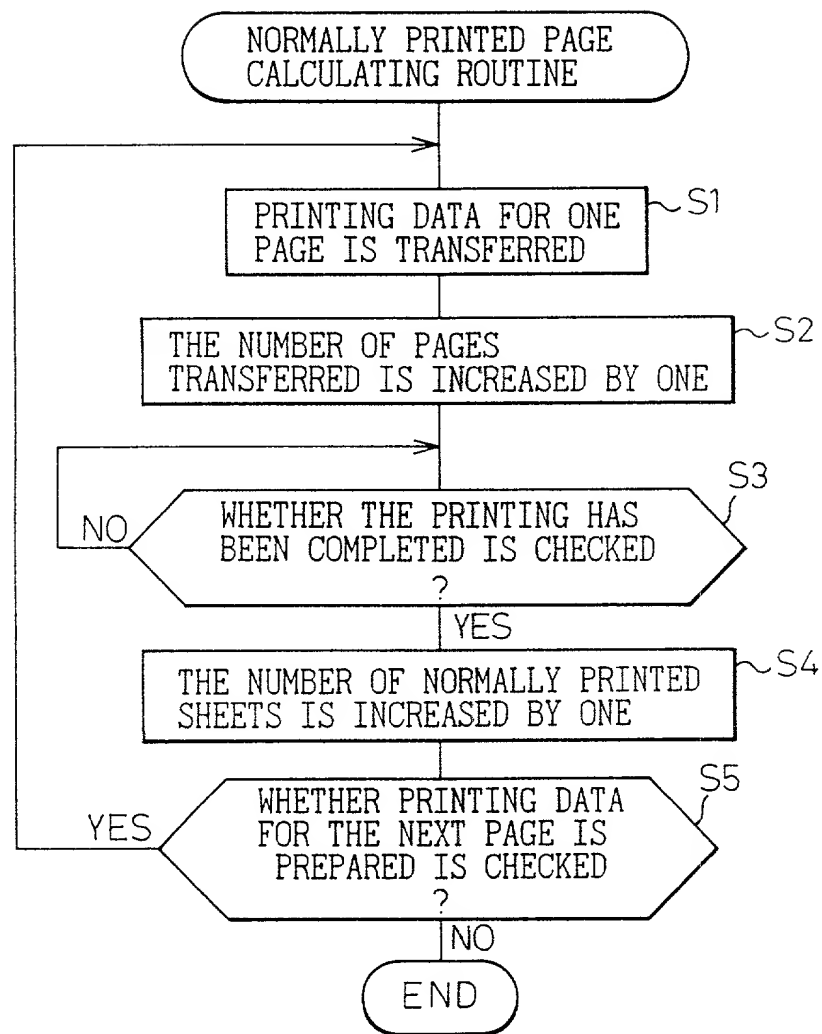 NORMALLY PRINTED PAGE
CALCULATING ROUTINE
PRINTING DATA FOR ONE
PAGE IS TRANSFERRED
S1
THE NUMBER OF PAGES
TRANSFERRED IS INCREASED BY ONE
S2
WHETHER THE PRINTING HAS
BEEN COMPLETED IS CHECKED
?
S3
NO
YES
THE NUMBER OF NORMALLY PRINTED
SHEETS IS INCREASED BY ONE
S4
WHETHER PRINTING DATA
FOR THE NEXT PAGE IS
PREPARED IS CHECKED
?
S5
YES
NO
END